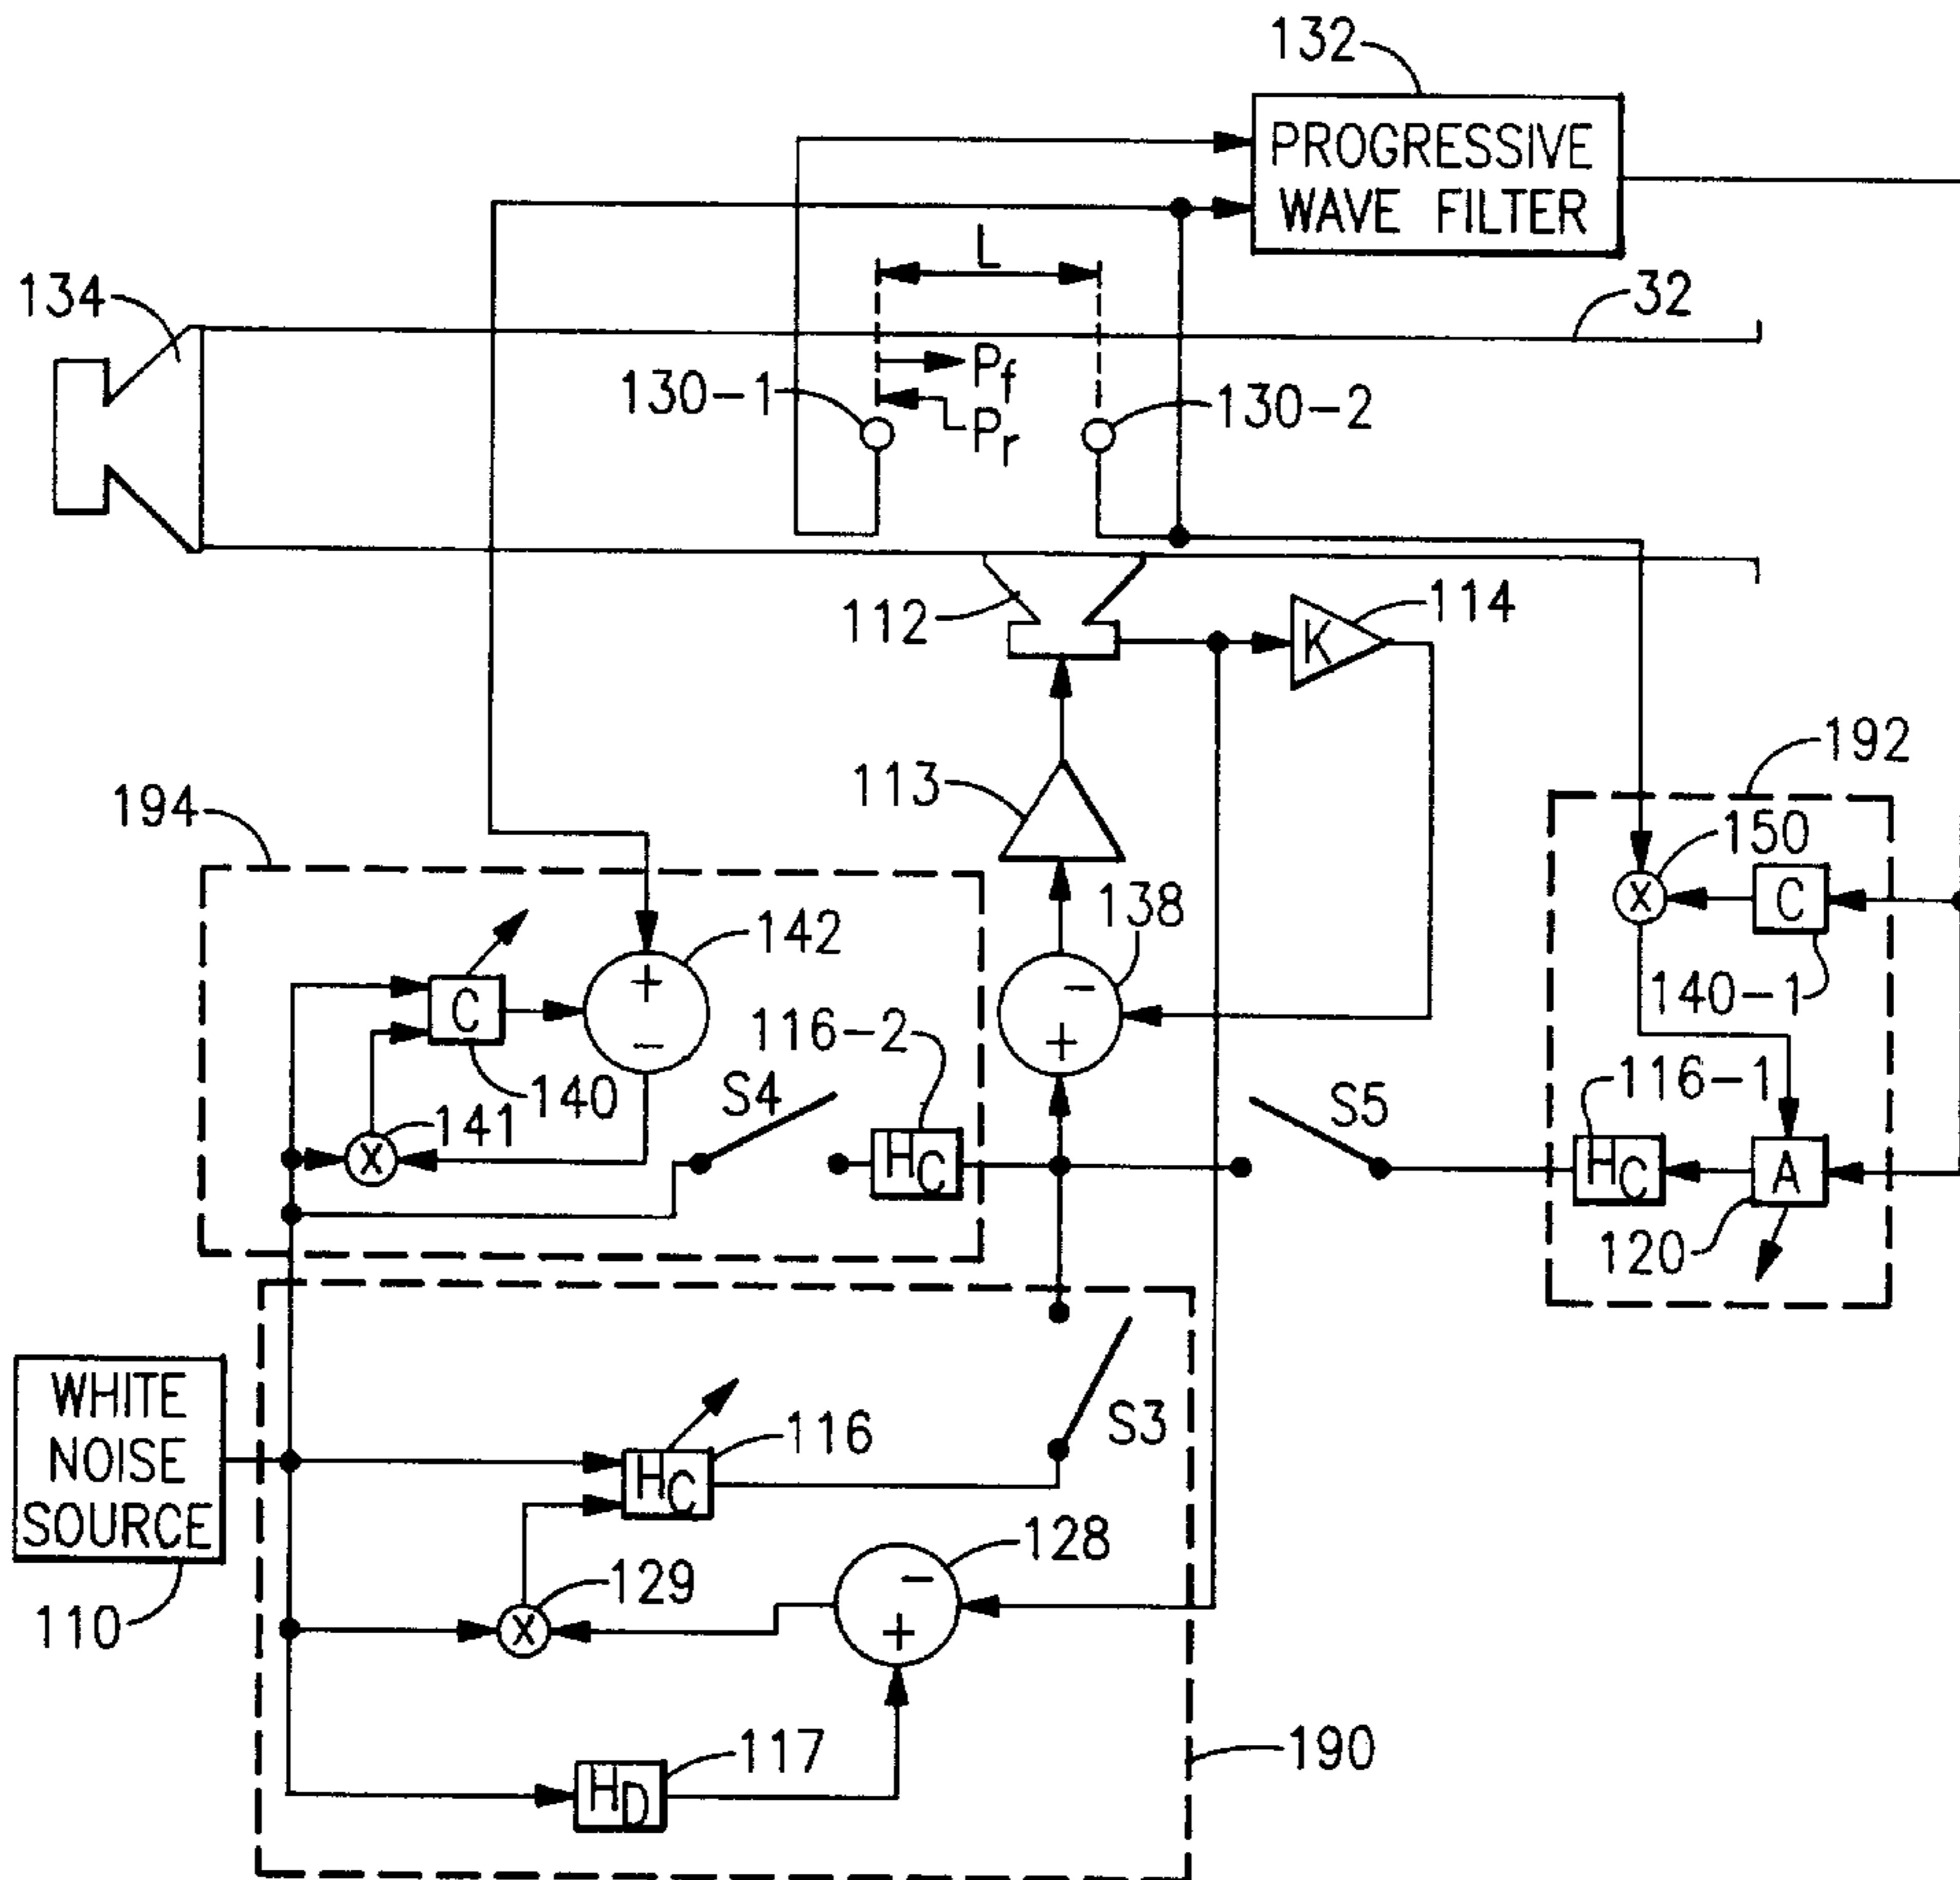 132
PROGRESSIVE
WAVE FILTER
L
134
32
Pf
130-1
130-2
Pr
112
114
K
192
113
194
150
X
C
138
142
+
-
C
140-1
116-2
+
-
140
S4
S5
116-1
141
X
HC
HC
A
120
WHITE
NOISE
SOURCE
S3
116
HC
128
-
129
+
X
110
117
190
HD